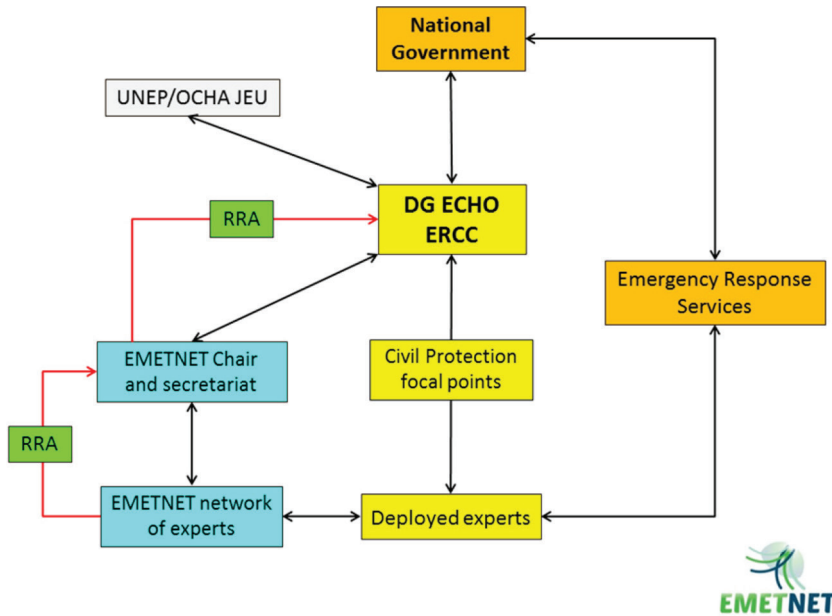 National
Government
UNEP/OCHA JEU
DG ECHO
ERCC
RRA
Emergency Response
Services
EMETNET Chair
and secretariat
Civil Protection
focal points
RRA
EMETNET network
of experts
Deployed experts
EMETNET